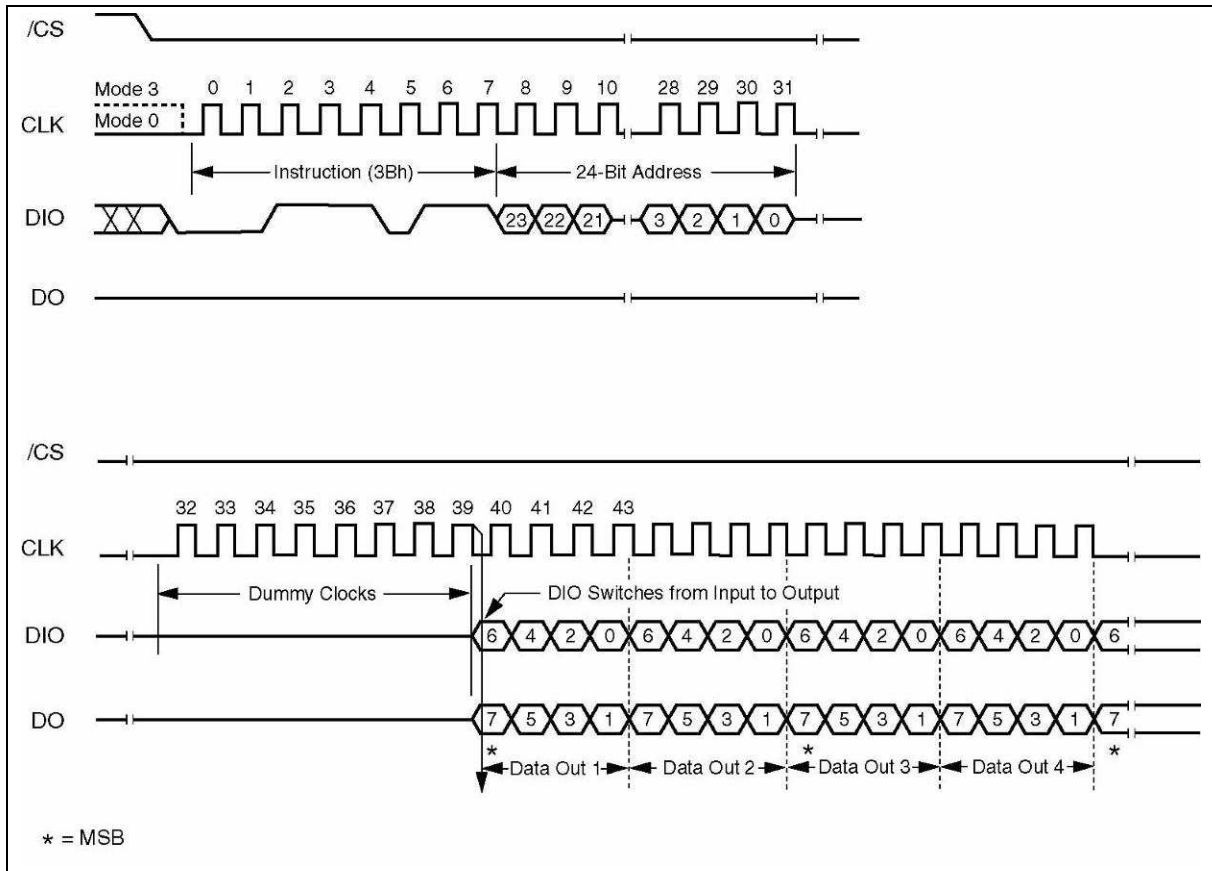 /CS
Mode 3 0 1 2 3 4 5 6 7 8 9 10 28 29 30 31
CLK Mode 0
Instruction (3Bh) 24-Bit Address
DIO 23 22 21 3 2 1 0
DO
/CS
32 33 34 35 36 37 38 39 40 41 42 43
CLK
Dummy Clocks DIO Switches from Input to Output
DIO 6 4 2 0 6 4 2 0 6 4 2 0 6 4 2 0 6
DO 7 5 3 1 7 5 3 1 7 5 3 1 7 5 3 1 7
* * *
Data Out 1 Data Out 2 Data Out 3 Data Out 4
* = MSB